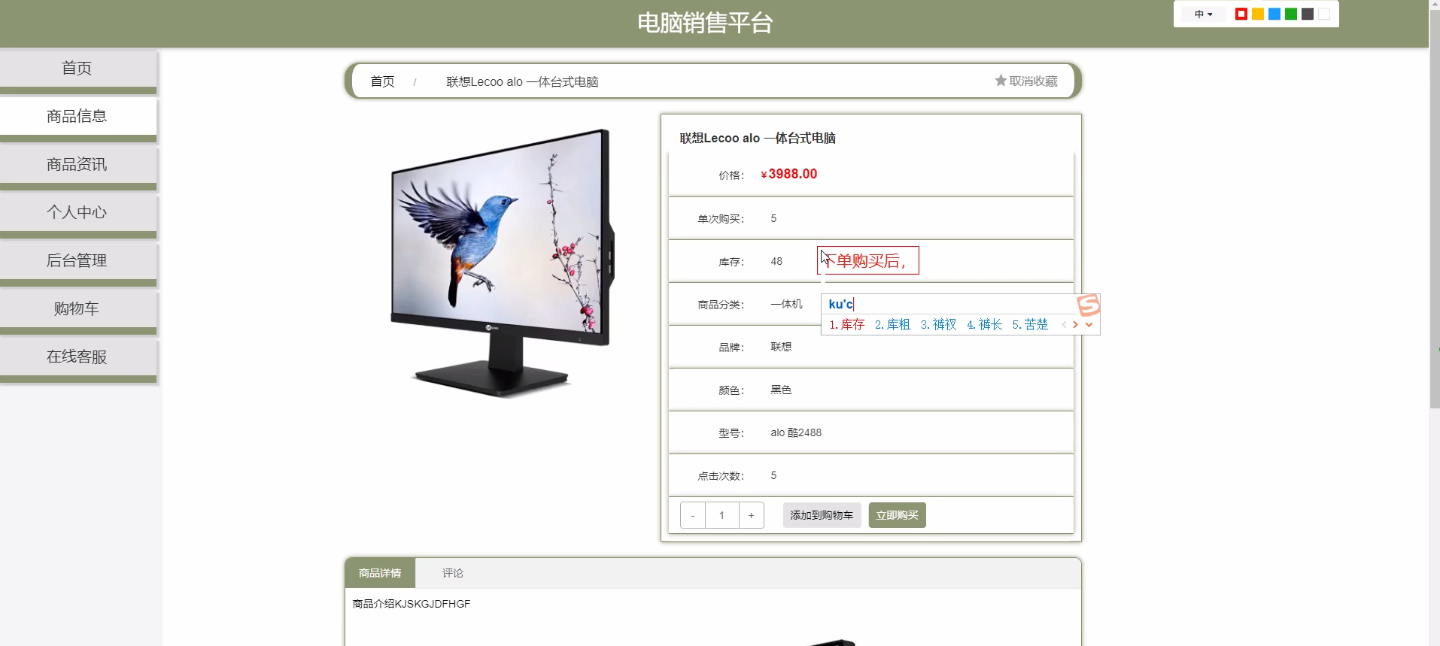 电脑销售平台
中
首页
商品信息
商品资讯
个人中心
后台管理
购物车
在线客服
首页 / 联想Lecoo alo 一体台式电脑
取消收藏
联想Lecoo alo 一体台式电脑
价格： ¥3988.00
单次购买： 5
库存： 48
下单购买后，
ku'c
1.库存 2.库粗 3.裤衩 4.裤长 5.苦楚
商品分类： 一体机
品牌： 联想
颜色： 黑色
型号： alo 酷2488
点击次数： 5
- 1 + 添加到购物车 立即购买
商品详情 评论
商品介绍KJSKGJDFHGF